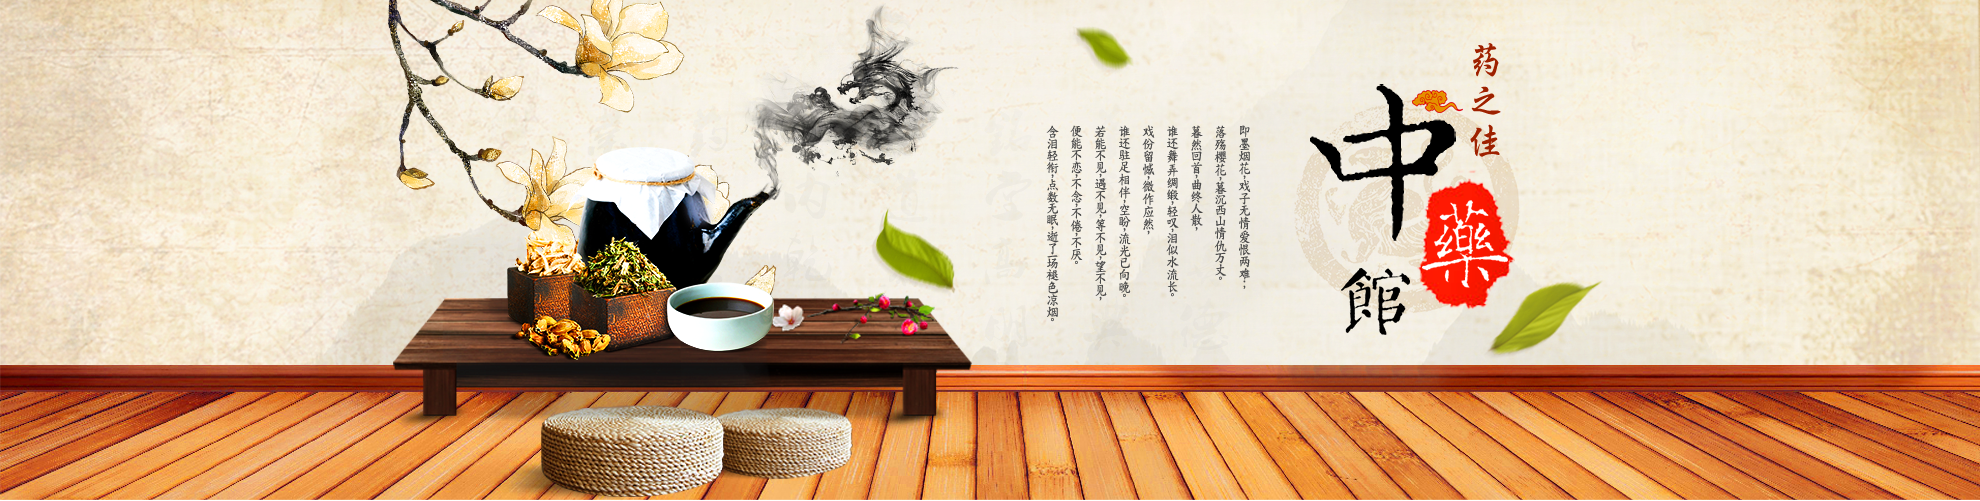 药之佳
中藥館
即墨烟花,戏子无情爱恨两难,
落殇樱花,暮沉西山情仇万丈。
暮然回首,曲终人散,
谁还舞弄绸缎,轻叹,泪似水流长。
戏份留憾,微作应然,
谁还驻足相伴,空盼,流光已向晚。
若能不见,遇不见,等不见,望不见,
便能不恋,不念,不倦,不厌。
含泪轻衔,点数无眠,逝了一场褪色凉烟。